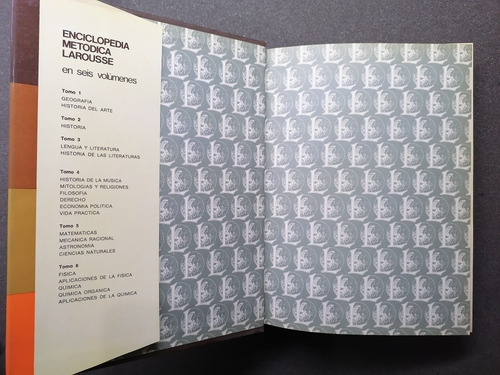 ENCICLOPEDIA
METODICA
LAROUSSE
en seis volúmenes
Tomo 1
GEOGRAFIA
HISTORIA DEL ARTE
Tomo 2
HISTORIA
Tomo 3
LENGUA Y LITERATURA
HISTORIA DE LAS LITERATURAS
Tomo 4
HISTORIA DE LA MUSICA
MITOLOGIAS Y RELIGIONES
FILOSOFIA
DERECHO
ECONOMIA POLITICA
VIDA PRACTICA
Tomo 5
MATEMATICAS
MECANICA RACIONAL
ASTRONOMIA
CIENCIAS NATURALES
Tomo 6
FISICA
APLICACIONES DE LA FISICA
QUIMICA
QUIMICA ORGANICA
APLICACIONES DE LA QUIMICA